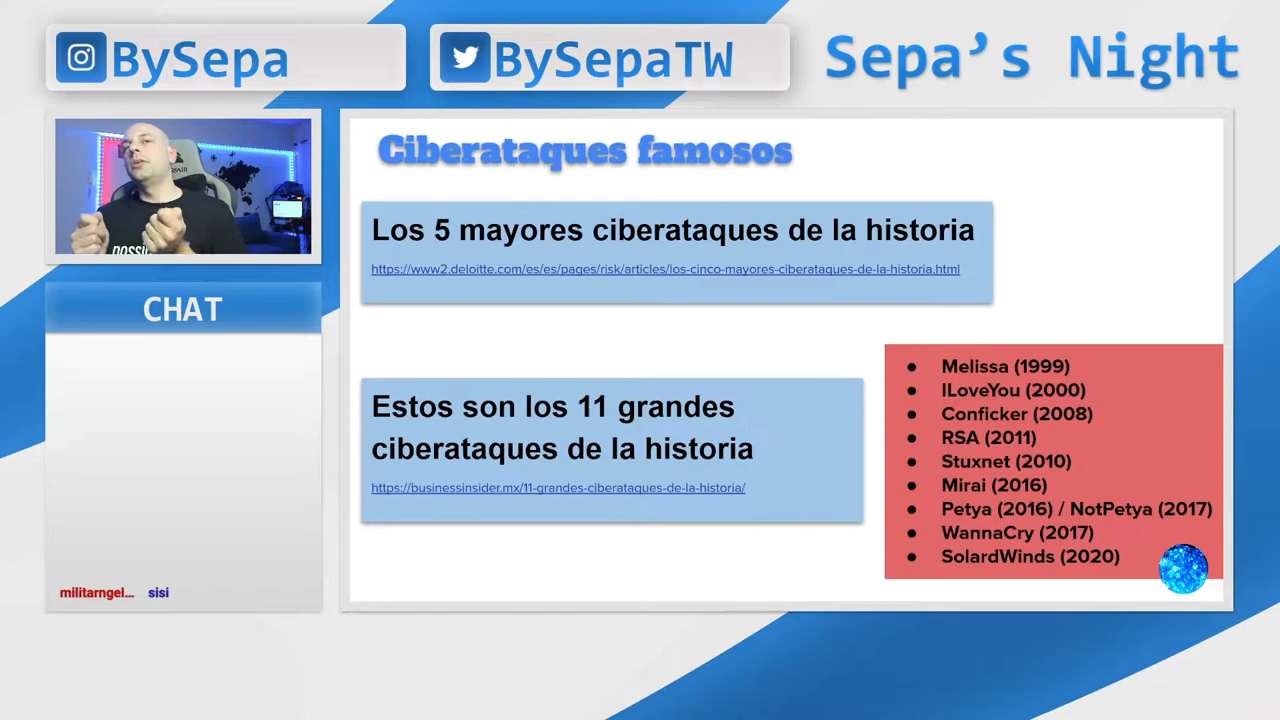 BySepa
BySepaTW
Sepa's Night
CHAT
militarngel... sisi
Ciberataques famosos
Los 5 mayores ciberataques de la historia
https://www2.deloitte.com/es/es/pages/risk/articles/los-cinco-mayores-ciberataques-de-la-historia.html
Estos son los 11 grandes
ciberataques de la historia
https://businessinsider.mx/11-grandes-ciberataques-de-la-historia/
● Melissa (1999)
● ILoveYou (2000)
● Conficker (2008)
● RSA (2011)
● Stuxnet (2010)
● Mirai (2016)
● Petya (2016) / NotPetya (2017)
● WannaCry (2017)
● SolardWinds (2020)